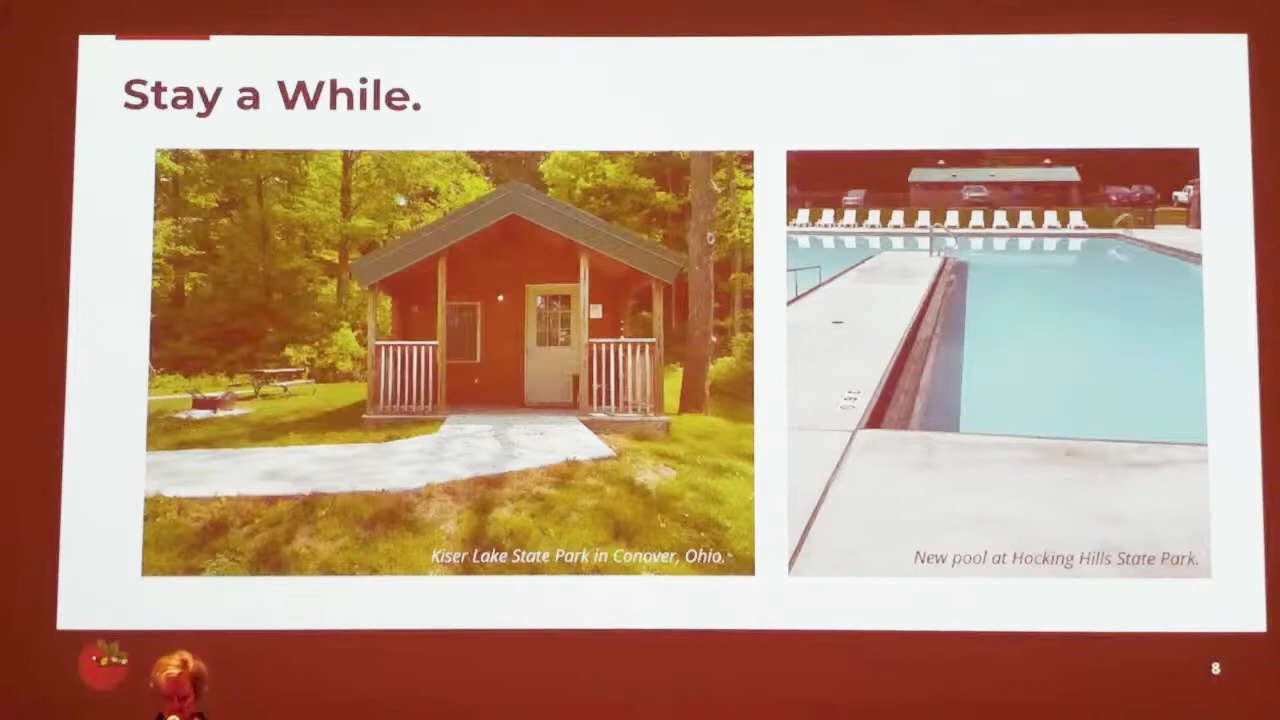 Stay a While.
Kiser Lake State Park in Conover, Ohio.
New pool at Hocking Hills State Park.
8